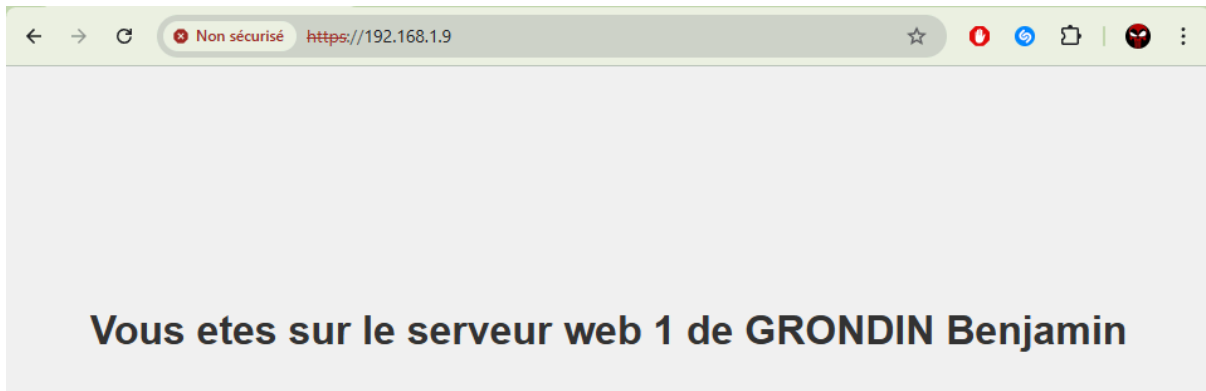 Non sécurisé https://192.168.1.9
Vous etes sur le serveur web 1 de GRONDIN Benjamin